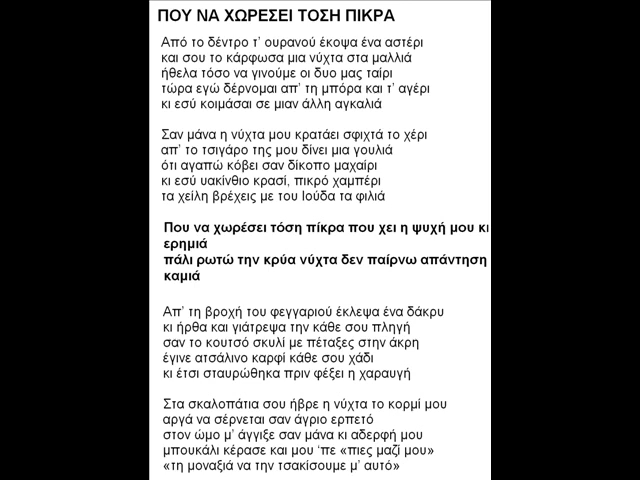 ΠΟΥ ΝΑ ΧΩΡΕΣΕΙ ΤΟΣΗ ΠΙΚΡΑ
Από το δέντρο τ’ ουρανού έκοψα ένα αστέρι
και σου το κάρφωσα μια νύχτα στα μαλλιά
ήθελα τόσο να γινούμε οι δυο μας ταίρι
τώρα εγώ δέρνομαι απ’ τη μπόρα και τ’ αγέρι
κι εσύ κοιμάσαι σε μιαν άλλη αγκαλιά
Σαν μάνα η νύχτα μου κρατάει σφιχτά το χέρι
απ’ το τσιγάρο της μου δίνει μια γουλιά
ότι αγαπώ κόβει σαν δίκοπο μαχαίρι
κι εσύ υακίνθιο κρασί, πικρό χαμπέρι
τα χείλη βρέχεις με του Ιούδα τα φιλιά
Που να χωρέσει τόση πίκρα που χει η ψυχή μου κι
ερημιά
πάλι ρωτώ την κρύα νύχτα δεν παίρνω απάντηση
καμιά
Απ’ τη βροχή του φεγγαριού έκλεψα ένα δάκρυ
κι ήρθα και γιάτρεψα την κάθε σου πληγή
σαν το κουτσό σκυλί με πέταξες στην άκρη
έγινε ατσάλινο καρφί κάθε σου χάδι
κι έτσι σταυρώθηκα πριν φέξει η χαραυγή
Στα σκαλοπάτια σου ήβρε η νύχτα το κορμί μου
αργά να σέρνεται σαν άγριο ερπετό
στον ώμο μ’ άγγιξε σαν μάνα κι αδερφή μου
μπουκάλι κέρασε και μου ‘πε «πιες μαζί μου»
«τη μοναξιά να την τσακίσουμε μ’ αυτό»